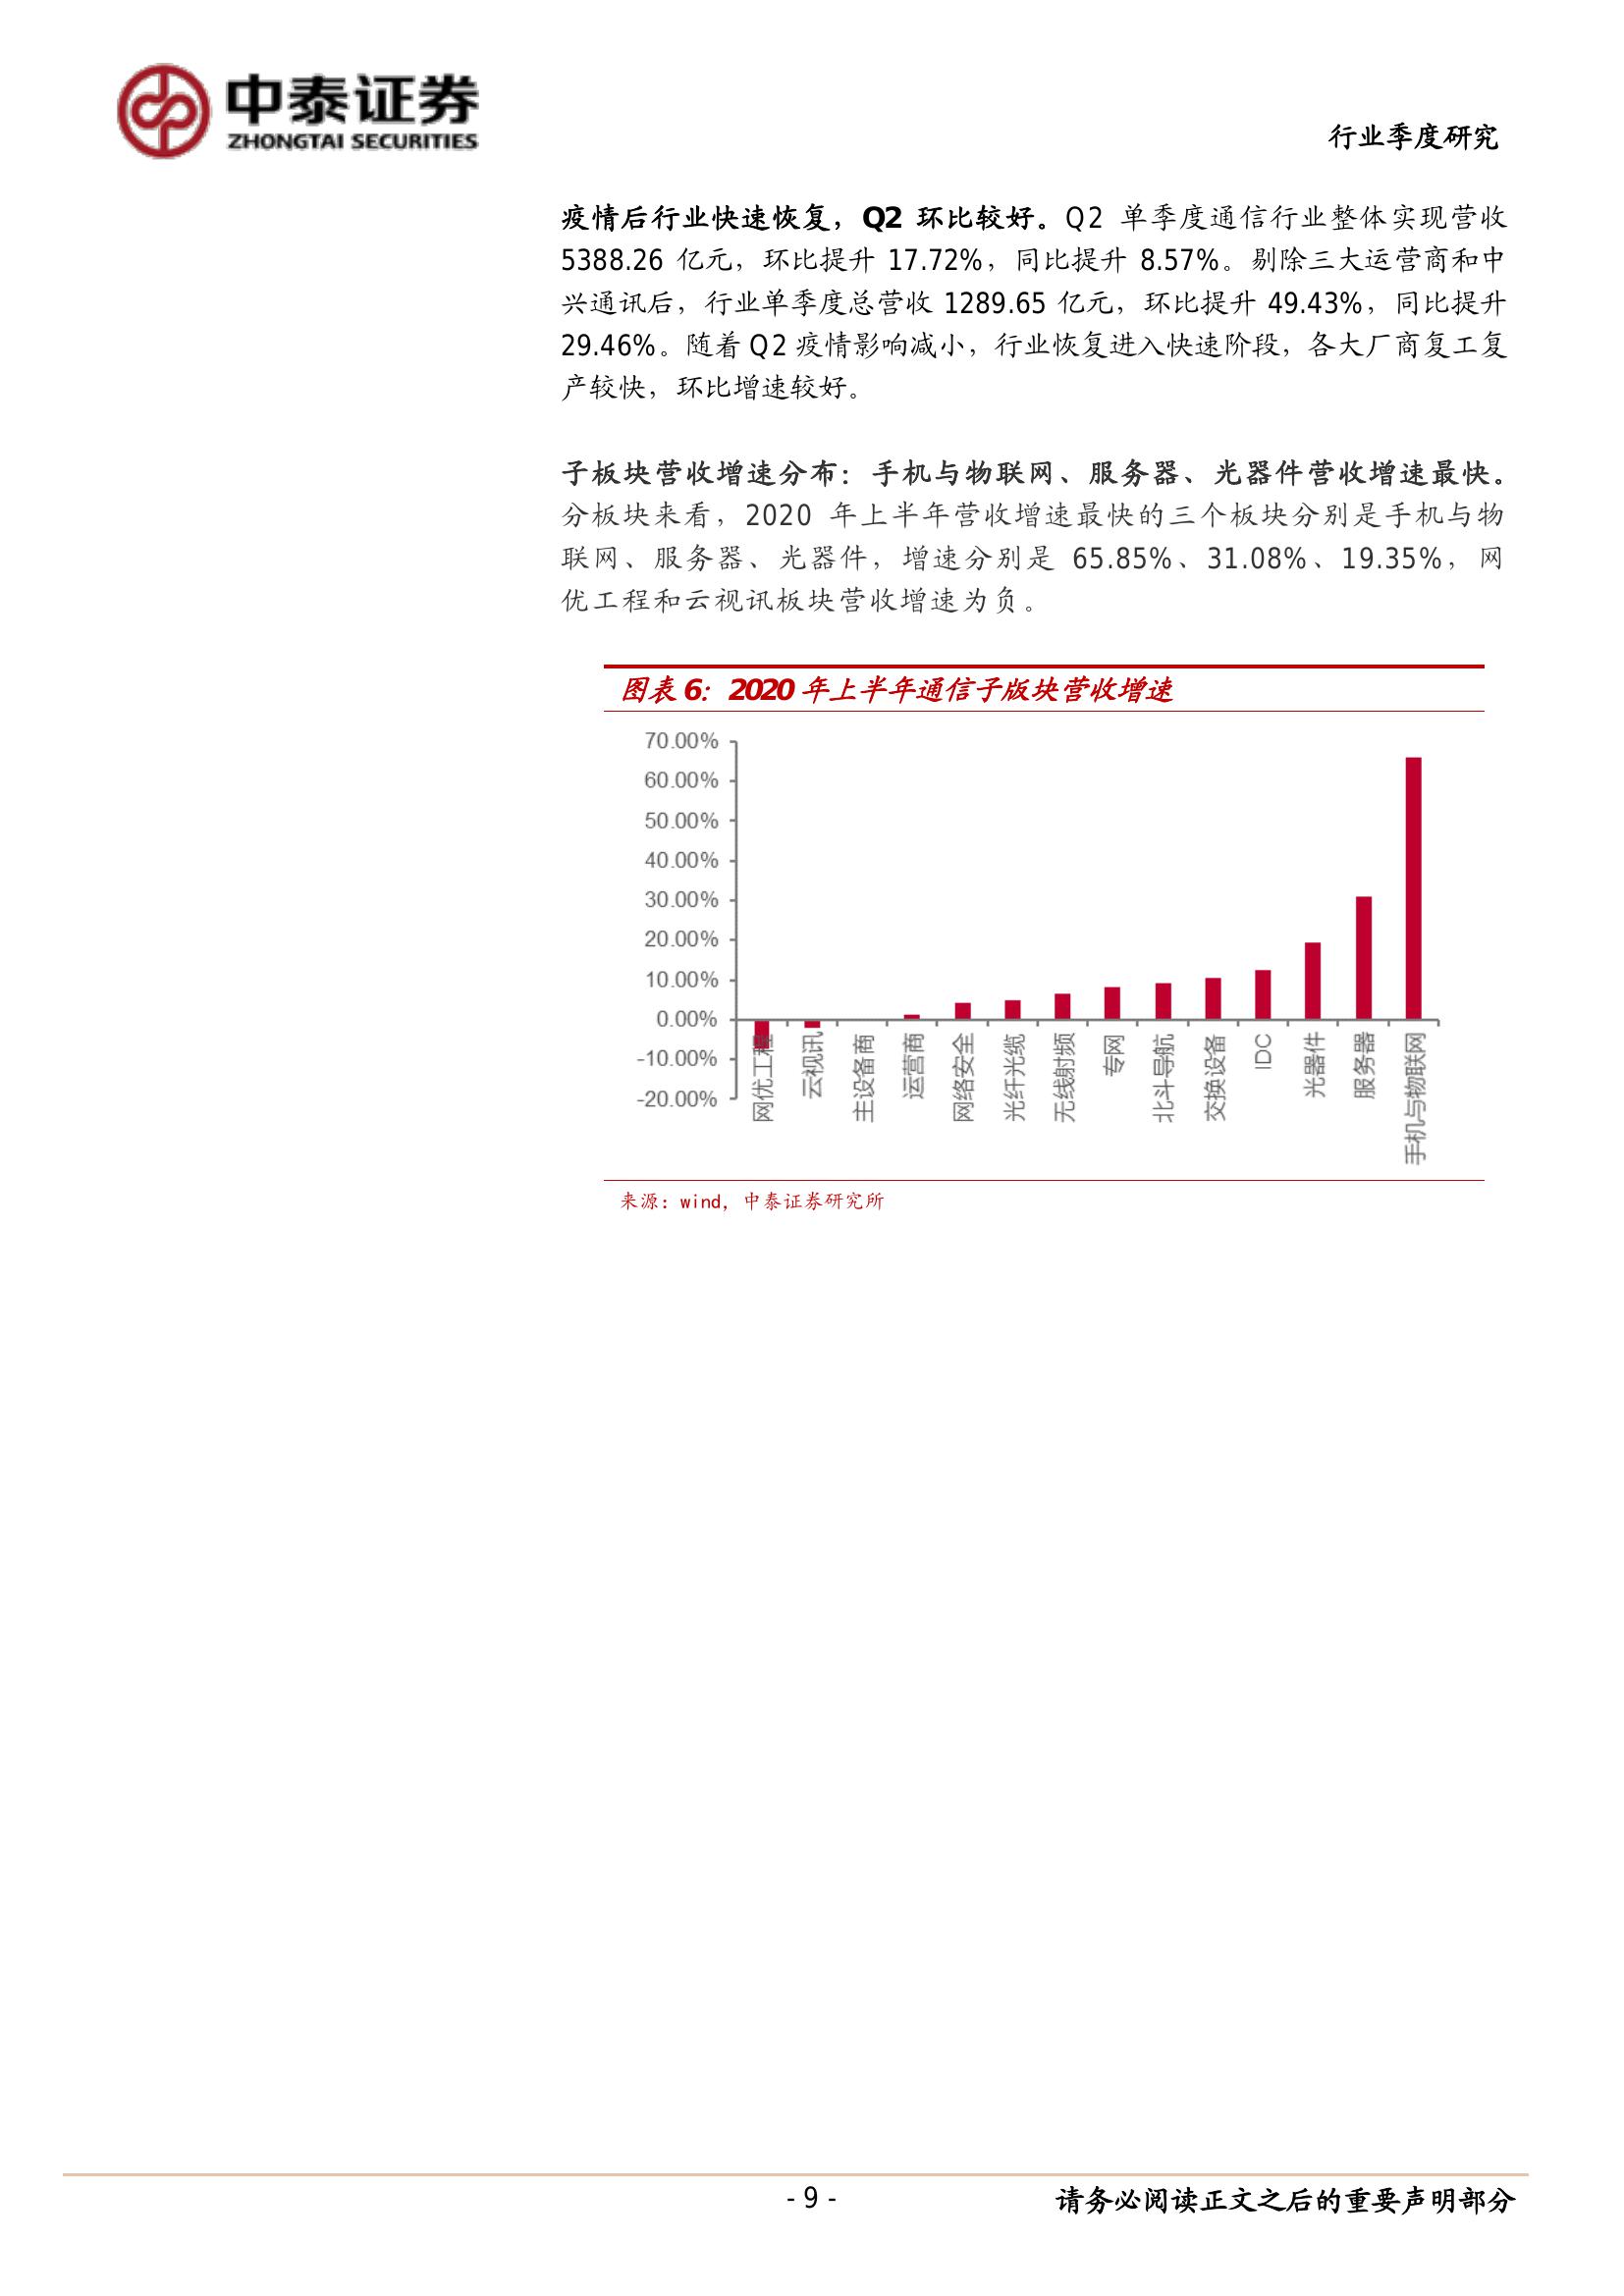 中泰证券
ZHONGTAI SECURITIES
行业季度研究
疫情后行业快速恢复，Q2 环比较好。Q2 单季度通信行业整体实现营收
5388.26 亿元，环比提升 17.72%，同比提升 8.57%。剔除三大运营商和中
兴通讯后，行业单季度总营收 1289.65 亿元，环比提升 49.43%，同比提升
29.46%。随着 Q2 疫情影响减小，行业恢复进入快速阶段，各大厂商复工复
产较快，环比增速较好。
子板块营收增速分布：手机与物联网、服务器、光器件营收增速最快。
分板块来看，2020 年上半年营收增速最快的三个板块分别是手机与物
联网、服务器、光器件，增速分别是 65.85%、31.08%、19.35%，网
优工程和云视讯板块营收增速为负。
图表 6：2020 年上半年通信子版块营收增速
70.00%
60.00%
50.00%
40.00%
30.00%
20.00%
10.00%
0.00%
-10.00%
-20.00%
网优工程
云视讯
主设备商
运营商
网络安全
光纤光缆
无线射频
专网
北斗导航
交换设备
IDC
光器件
服务器
手机与物联网
来源：wind，中泰证券研究所
- 9 -
请务必阅读正文之后的重要声明部分